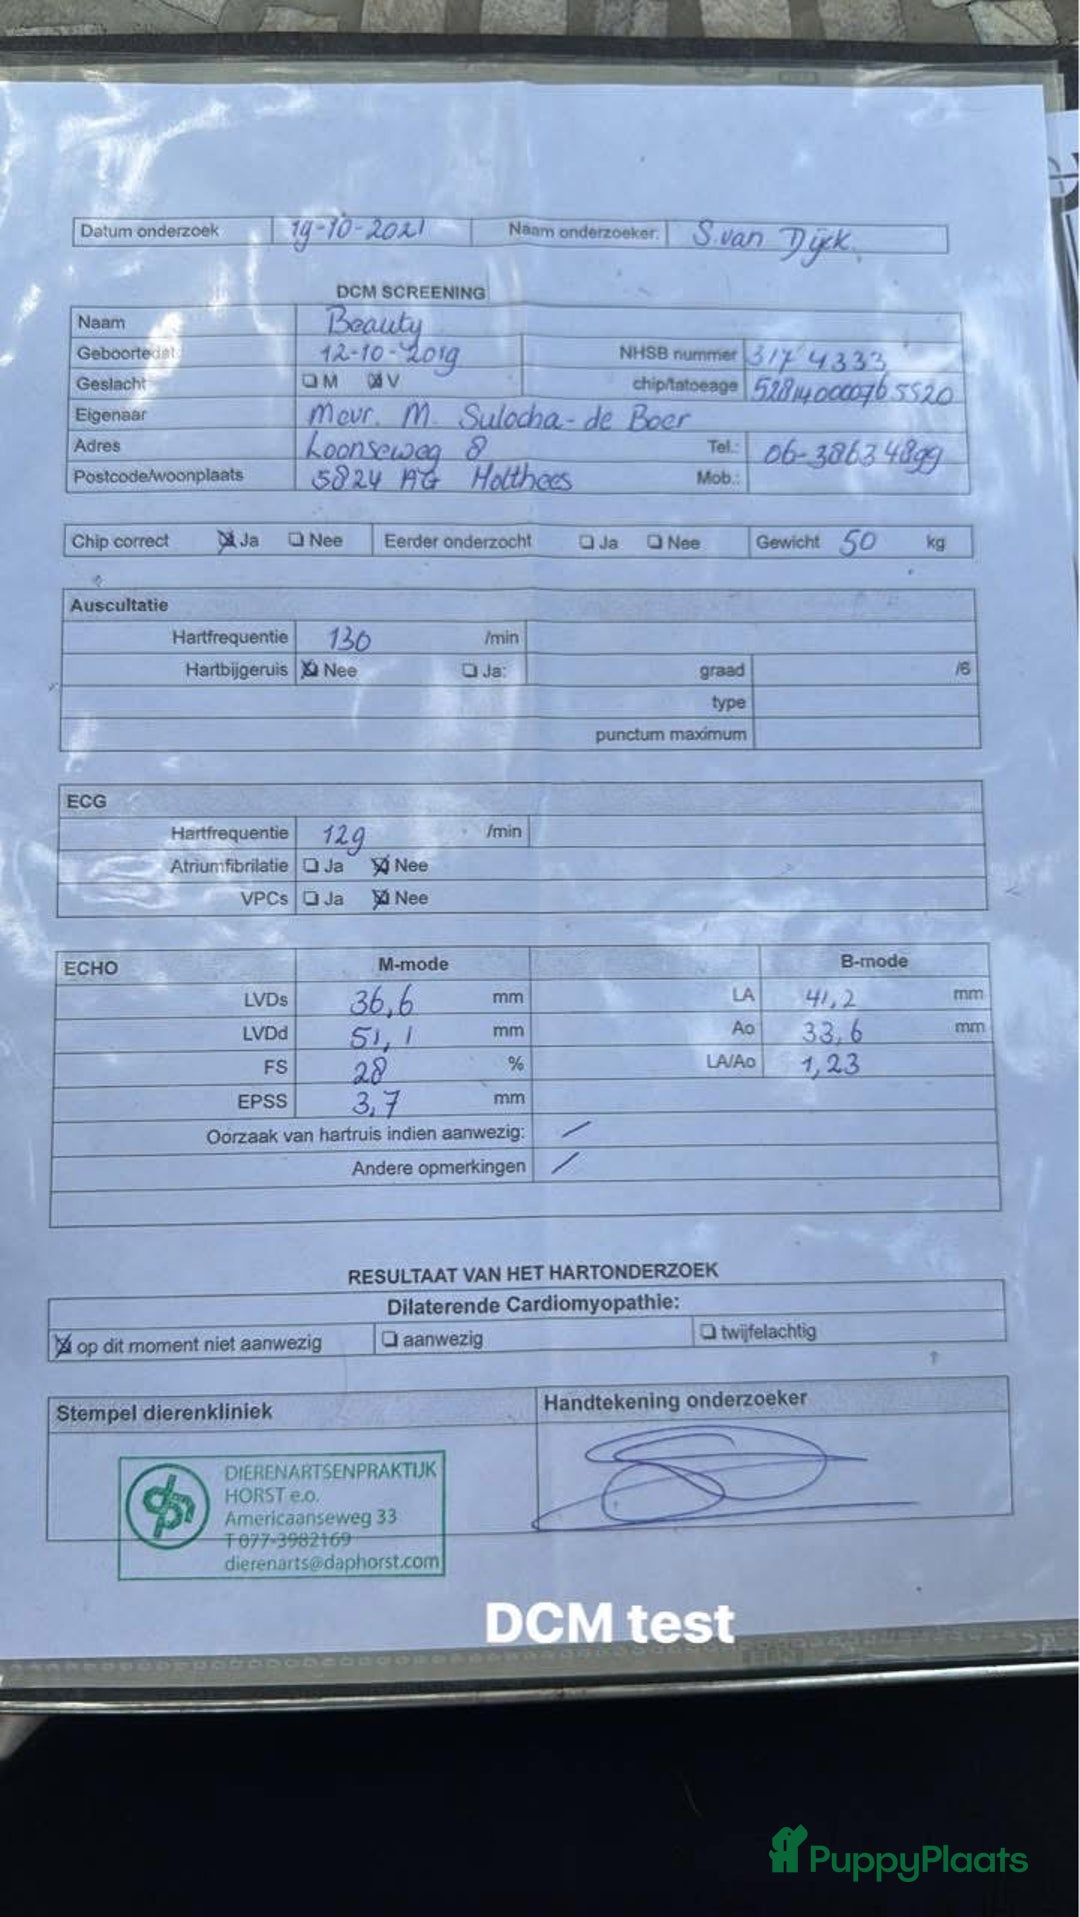 Datum onderzoek 19-10-2021 Naam onderzoeker: S. van Dijck.
DCM SCREENING
Naam Beauty
Geboortedat. 12-10-2019 NHSB nummer 3174333
Geslacht ☐ M ☒ V chip/tatoeage 528140000765520
Eigenaar Mevr. M. Sulocha-de Boer
Adres Loonseweg 8 Tel.: 06-38634899
Postcode/woonplaats 5824 AG Holthees Mob.:
Chip correct ☒ Ja ☐ Nee Eerder onderzocht ☐ Ja ☐ Nee Gewicht 50 kg
Auscultatie
Hartfrequentie 130 /min
Hartbijgeruis ☒ Nee ☐ Ja: graad /6
type
punctum maximum
ECG
Hartfrequentie 129 /min
Atriumfibrilatie ☐ Ja ☒ Nee
VPCs ☐ Ja ☒ Nee
ECHO M-mode B-mode
LVDs 36,6 mm LA 41,2 mm
LVDd 51,1 mm Ao 33,6 mm
FS 28 % LA/Ao 1,23
EPSS 3,7 mm
Oorzaak van hartruis indien aanwezig: /
Andere opmerkingen /
RESULTAAT VAN HET HARTONDERZOEK
Dilaterende Cardiomyopathie:
☒ op dit moment niet aanwezig ☐ aanwezig ☐ twijfelachtig
Stempel dierenkliniek Handtekening onderzoeker
DIERENARTSENPRAKTIJK
HORST e.o.
Americaanseweg 33
T 077-3982169
dierenarts@daphorst.com
DCM test
PuppyPlaats